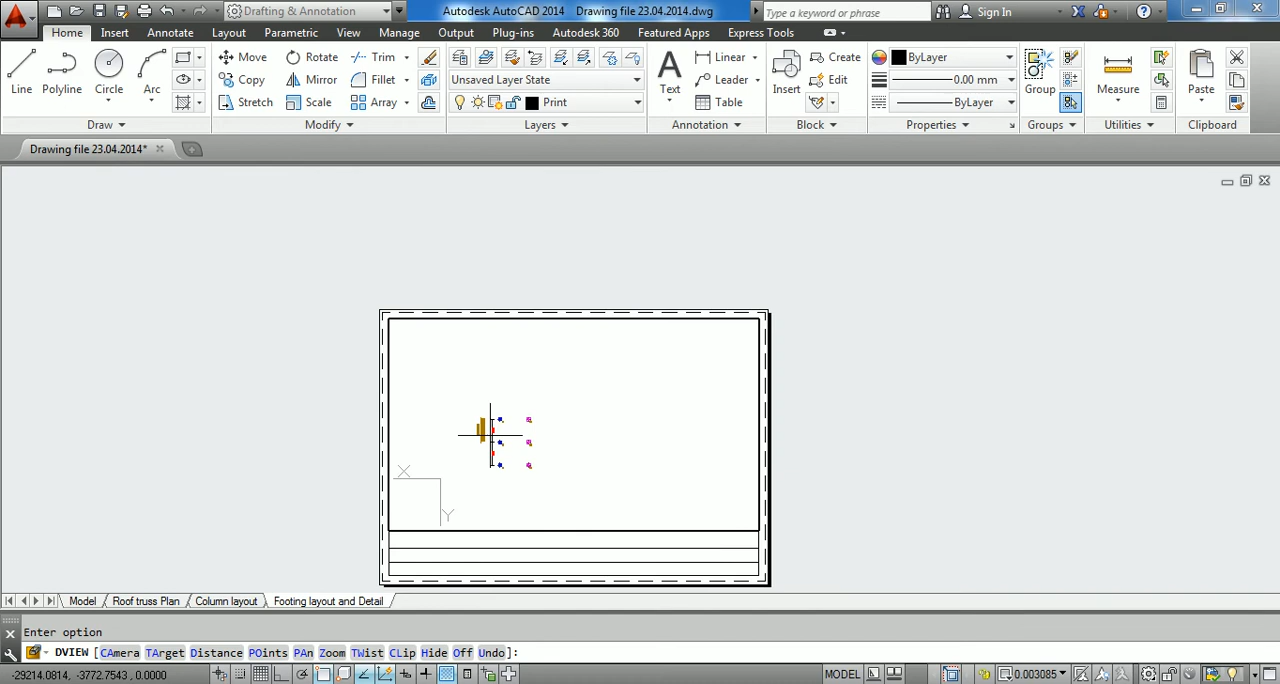 Drafting & Annotation
Autodesk AutoCAD 2014 Drawing file 23.04.2014.dwg
Type a keyword or phrase
Sign In
Home Insert Annotate Layout Parametric View Manage Output Plug-ins Autodesk 360 Featured Apps Express Tools
Line
Polyline
Circle
Arc
Draw
Move
Rotate
Trim
Copy
Mirror
Fillet
Stretch
Scale
Array
Modify
Unsaved Layer State
Print
Layers
Text
Linear
Leader
Table
Annotation
Insert
Create
Edit
Block
ByLayer
0.00 mm
ByLayer
Properties
Group
Groups
Measure
Utilities
Paste
Clipboard
Drawing file 23.04.2014*
X
Y
Model Roof truss Plan Column layout Footing layout and Detail
Enter option
DVIEW [CAmera TArget Distance POints PAn Zoom TWist CLip Hide Off Undo]:
-29214.0814, -3772.7543, 0.0000
MODEL
0.003085